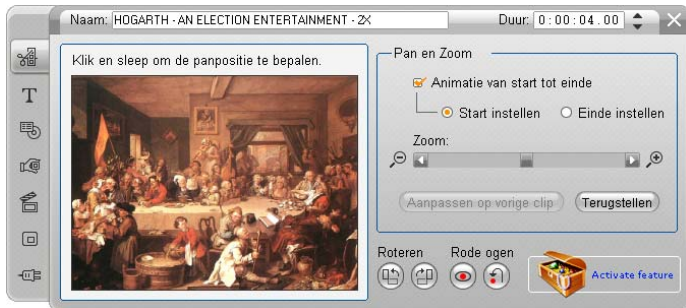 Naam: HOGARTH - AN ELECTION ENTERTAINMENT - 2X Duur: 0:00:04.00
Klik en sleep om de panpositie te bepalen.
Pan en Zoom
Animatie van start tot einde
Start instellen Einde instellen
Zoom:
Aanpassen op vorige clip Terugstellen
Roteren Rode ogen
Activate feature
T